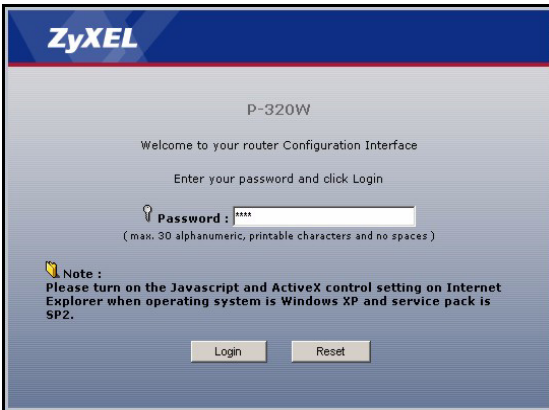 ZyXEL
P-320W
Welcome to your router Configuration Interface
Enter your password and click Login
Password : ****
( max. 30 alphanumeric, printable characters and no spaces )
Note :
Please turn on the Javascript and ActiveX control setting on Internet
Explorer when operating system is Windows XP and service pack is
SP2.
Login Reset